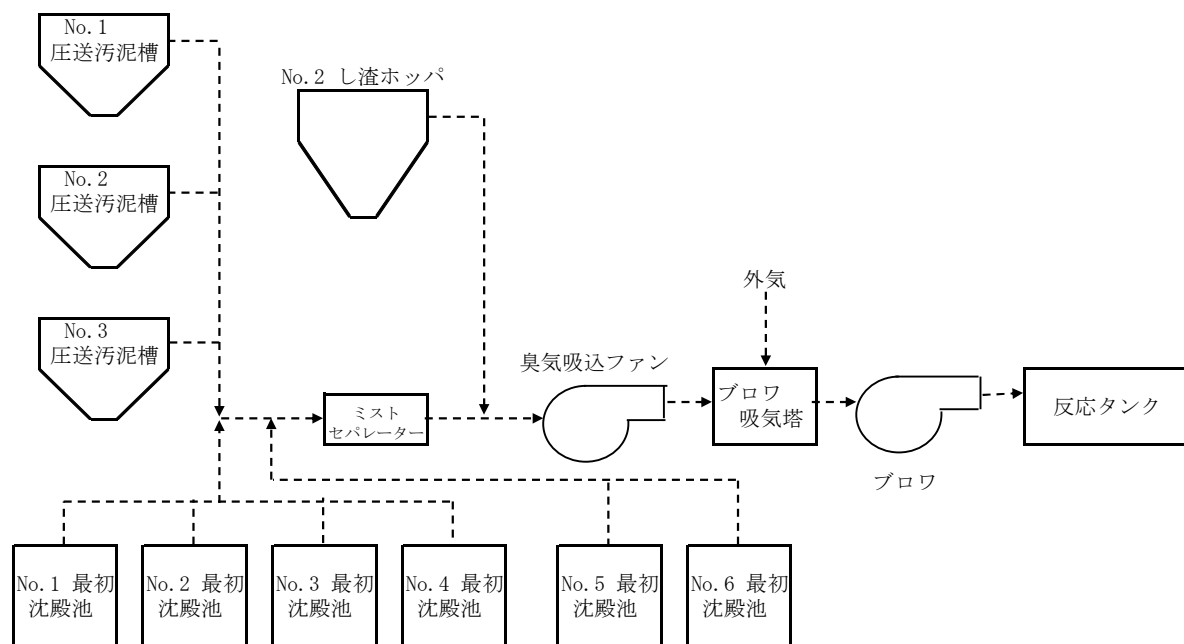 No.1
圧送汚泥槽
No.2 し渣ホッパ
No.2
圧送汚泥槽
外気
No.3
圧送汚泥槽
臭気吸込ファン
ミスト
セパレーター
ブロワ
吸気塔
反応タンク
ブロワ
No.1 最初
沈殿池
No.2 最初
沈殿池
No.3 最初
沈殿池
No.4 最初
沈殿池
No.5 最初
沈殿池
No.6 最初
沈殿池